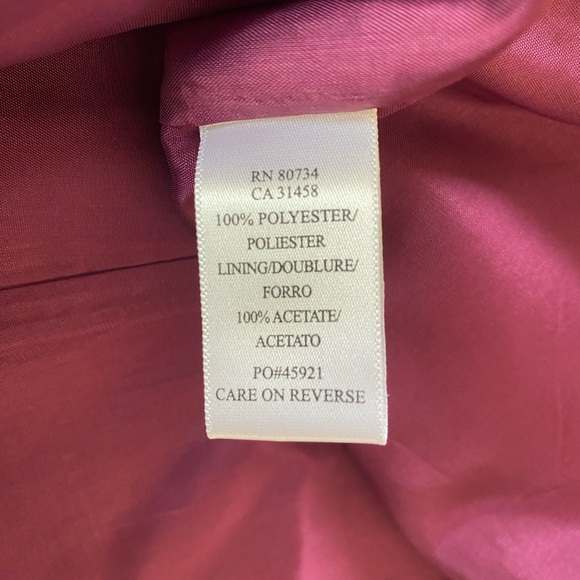 RN 80734
CA 31458
100% POLYESTER/
POLIESTER
LINING/DOUBLURE/
FORRO
100% ACETATE/
ACETATO
PO#45921
CARE ON REVERSE